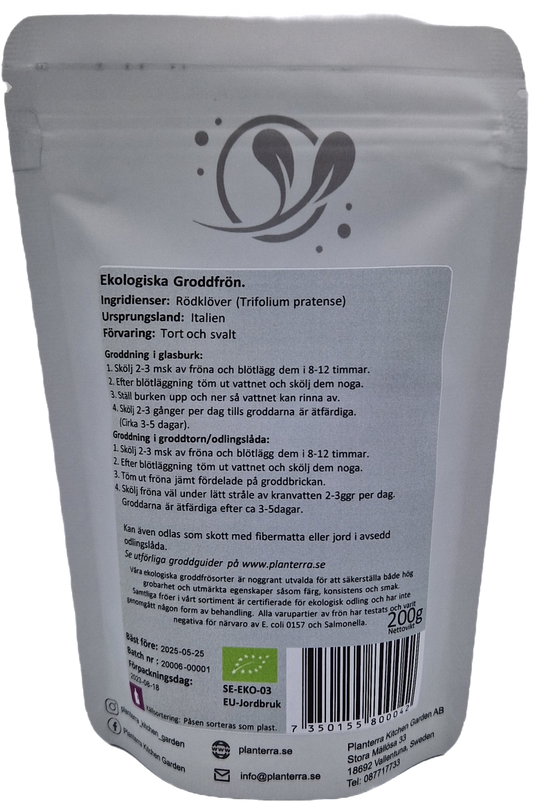 Ekologiska Groddfrön.
Ingridienser: Rödklöver (Trifolium pratense)
Ursprungsland: Italien
Förvaring: Tort och svalt
Groddning i glasburk:
1. Skölj 2-3 msk av fröna och blötlägg dem i 8-12 timmar.
2. Efter blötläggning töm ut vattnet och skölj dem noga.
3. Ställ burken upp och ner så vattnet kan rinna av.
4. Skölj 2-3 gånger per dag tills groddarna är ätfärdiga.
(Cirka 3-5 dagar).
Groddning i groddtorn/odlingslåda:
1. Skölj 2-3 msk av fröna och blötlägg dem i 8-12 timmar.
2. Efter blötläggning töm ut vattnet och skölj dem noga.
3. Töm ut fröna jämt fördelade på groddbrickan.
4. Skölj fröna väl under lätt stråle av kranvatten 2-3ggr per dag.
Groddarna är ätfärdiga efter ca 3-5dagar.
Kan även odlas som skott med fibermatta eller jord i avsedd
odlingslåda.
Se utförliga groddguider på www.planterra.se
Våra ekologiska groddfrösorter är noggrant utvalda för att säkerställa både hög
grobarhet och utmärkta egenskaper såsom färg, konsistens och smak.
Samtliga fröer i vårt sortiment är certifierade för ekologisk odling och har inte
genomgått någon form av behandling. Alla varupartier av frön har testats och varit
negativa för närvaro av E. coli 0157 och Salmonella.
200g
Nettovikt
Bäst före: 2025-05-25
Batch nr: 20006-00001
Förpackningsdag:
2023-06-18
SE-EKO-03
EU-Jordbruk
Källsortering: Påsen sorteras som plast.
7 350155 800042
planterra_kitchen_garden
Planterra Kitchen Garden
planterra.se
info@planterra.se
Planterra Kitchen Garden AB
Stora Mällösa 33
18692 Vallentuna, Sweden
Tel: 087717733